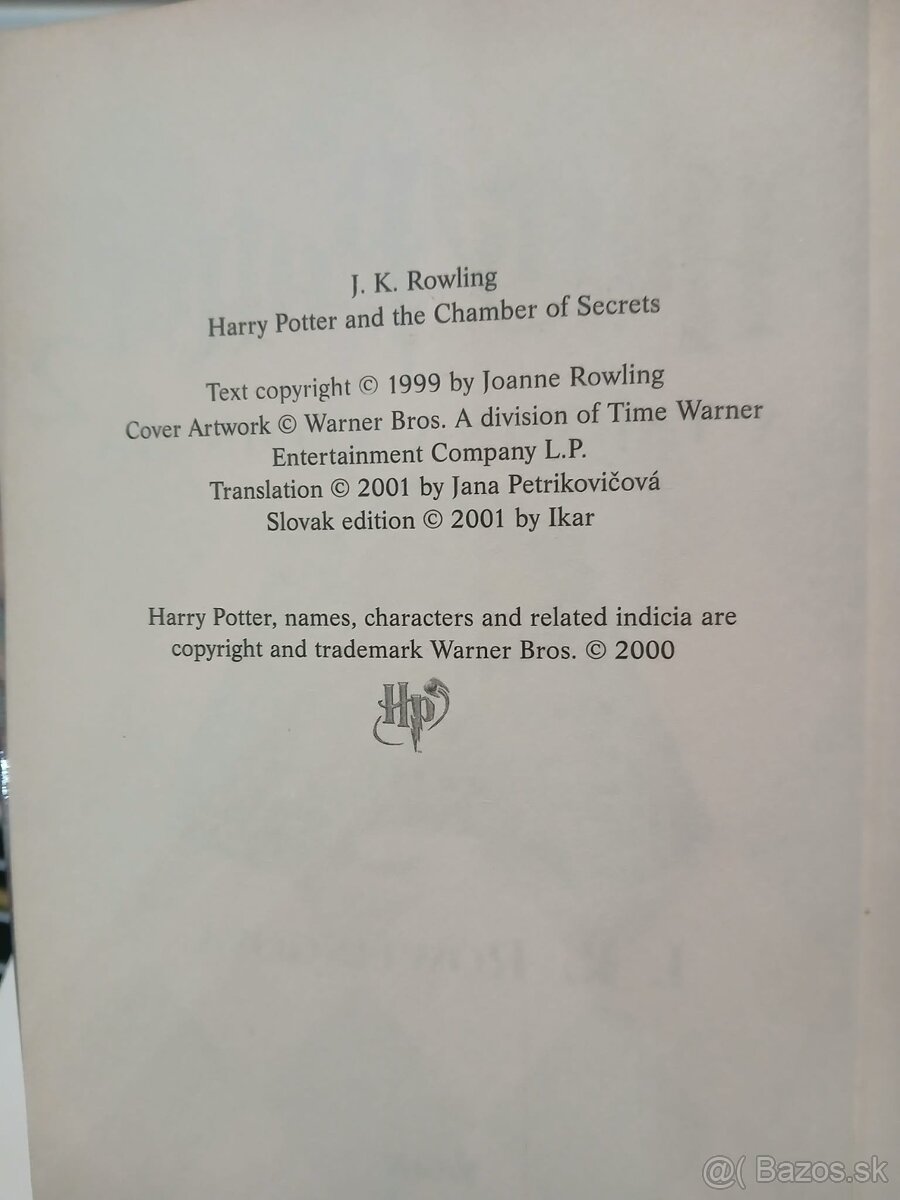 J. K. Rowling
Harry Potter and the Chamber of Secrets
Text copyright © 1999 by Joanne Rowling
Cover Artwork © Warner Bros. A division of Time Warner
Entertainment Company L.P.
Translation © 2001 by Jana Petrikovičová
Slovak edition © 2001 by Ikar
Harry Potter, names, characters and related indicia are
copyright and trademark Warner Bros. © 2000
HP
@( Bazos.sk